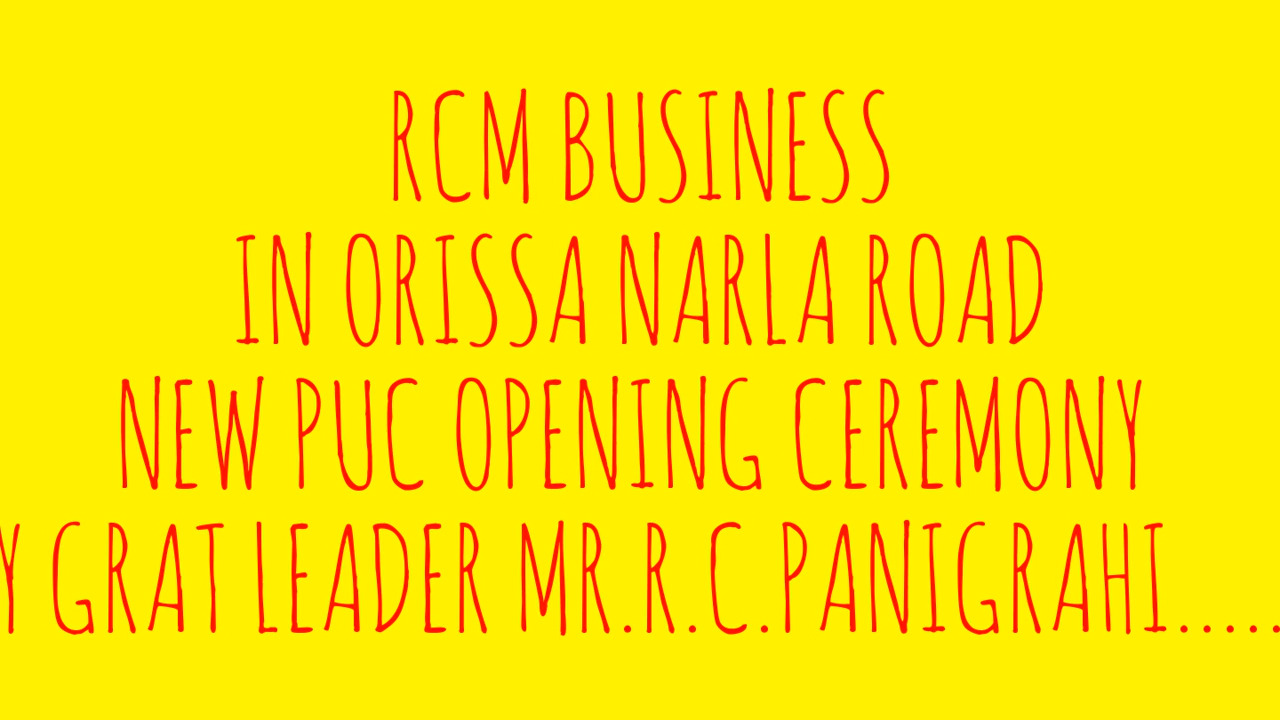 RCM BUSINESS
IN ORISSA NARLA ROAD
NEW PUC OPENING CEREMONY
GRAT LEADER MR.R.C.PANIGRAHI.....